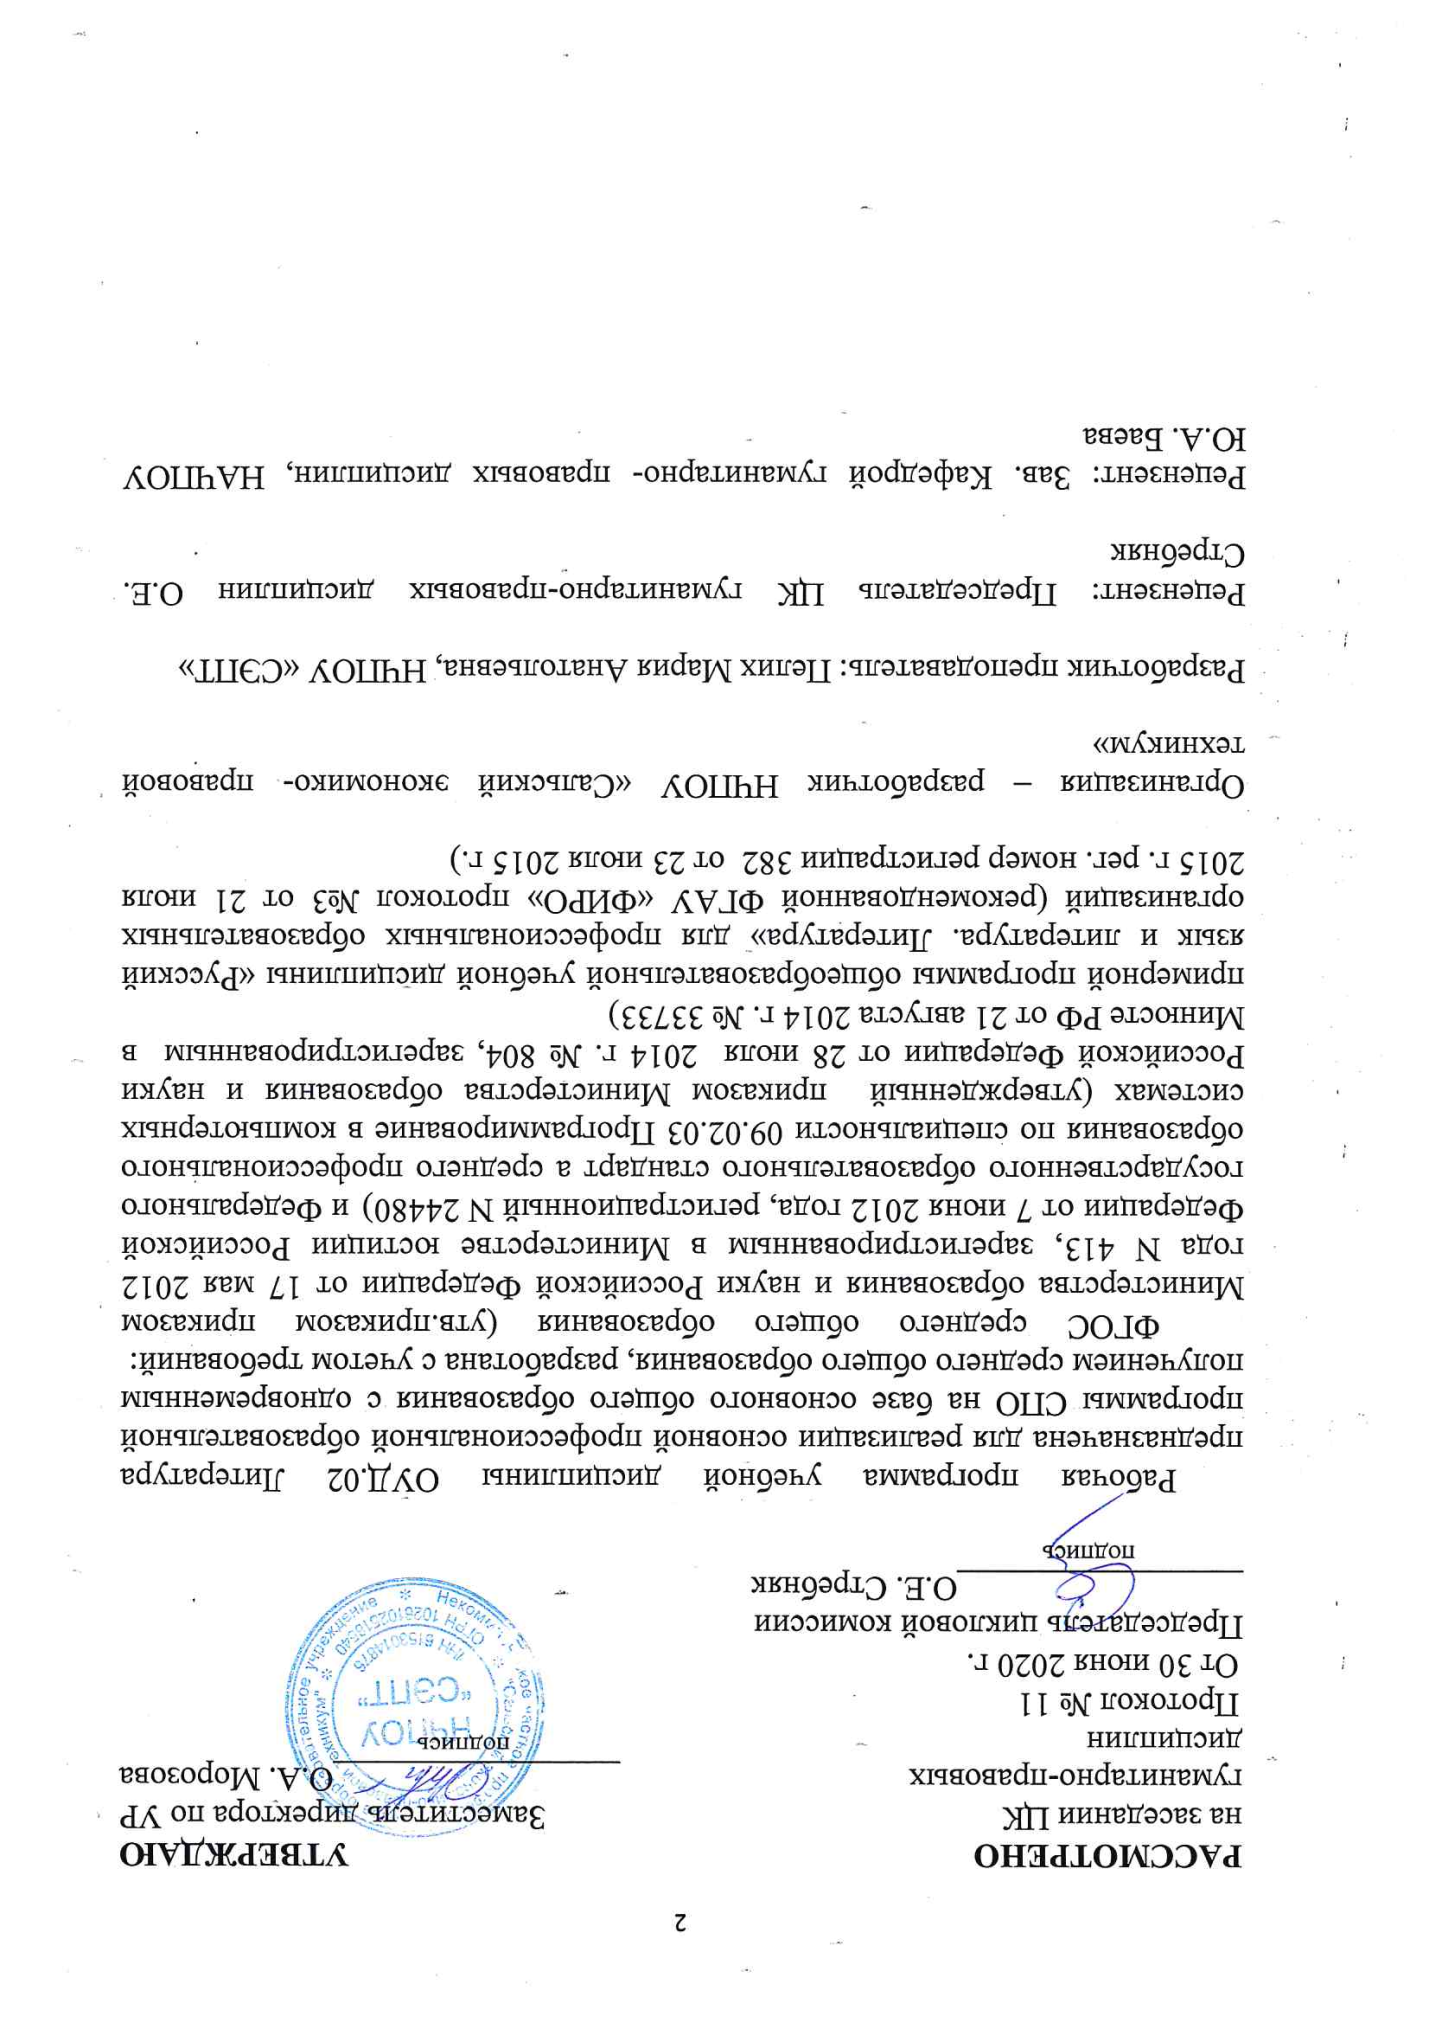 2
РАССМОТРЕНО
на заседании ЦК
гуманитарно-правовых
дисциплин
Протокол № 11
От 30 июня 2020 г.
Председатель цикловой комиссии
О.Е. Стребняк
подпись
УТВЕРЖДАЮ
Заместитель директора по УР
О.А. Морозова
подпись
НЧПОУ
"СЭПТ"
Рабочая программа учебной дисциплины ОУД.02 Литература
предназначена для реализации основной профессиональной образовательной
программы СПО на базе основного общего образования с одновременным
получением среднего общего образования, разработана с учетом требований:
ФГОС среднего общего образования (утв.приказом приказом
Министерства образования и науки Российской Федерации от 17 мая 2012
года N 413, зарегистрированным в Министерстве юстиции Российской
Федерации от 7 июня 2012 года, регистрационный N 24480) и Федерального
государственного образовательного стандарт а среднего профессионального
образования по специальности 09.02.03 Программирование в компьютерных
системах (утвержденный приказом Министерства образования и науки
Российской Федерации от 28 июля 2014 г. № 804, зарегистрированным в
Минюсте РФ от 21 августа 2014 г. № 33733)
примерной программы общеобразовательной учебной дисциплины «Русский
язык и литература. Литература» для профессиональных образовательных
организаций (рекомендованной ФГАУ «ФИРО» протокол №3 от 21 июля
2015 г. рег. номер регистрации 382 от 23 июля 2015 г.)
Организация – разработчик НЧПОУ «Сальский экономико- правовой
техникум»
Разработчик преподаватель: Пелих Мария Анатольевна, НЧПОУ «СЭПТ»
Рецензент: Председатель ЦК гуманитарно-правовых дисциплин О.Е.
Стребняк
Рецензент: Зав. Кафедрой гуманитарно- правовых дисциплин, НАЧПОУ
Ю.А. Баева